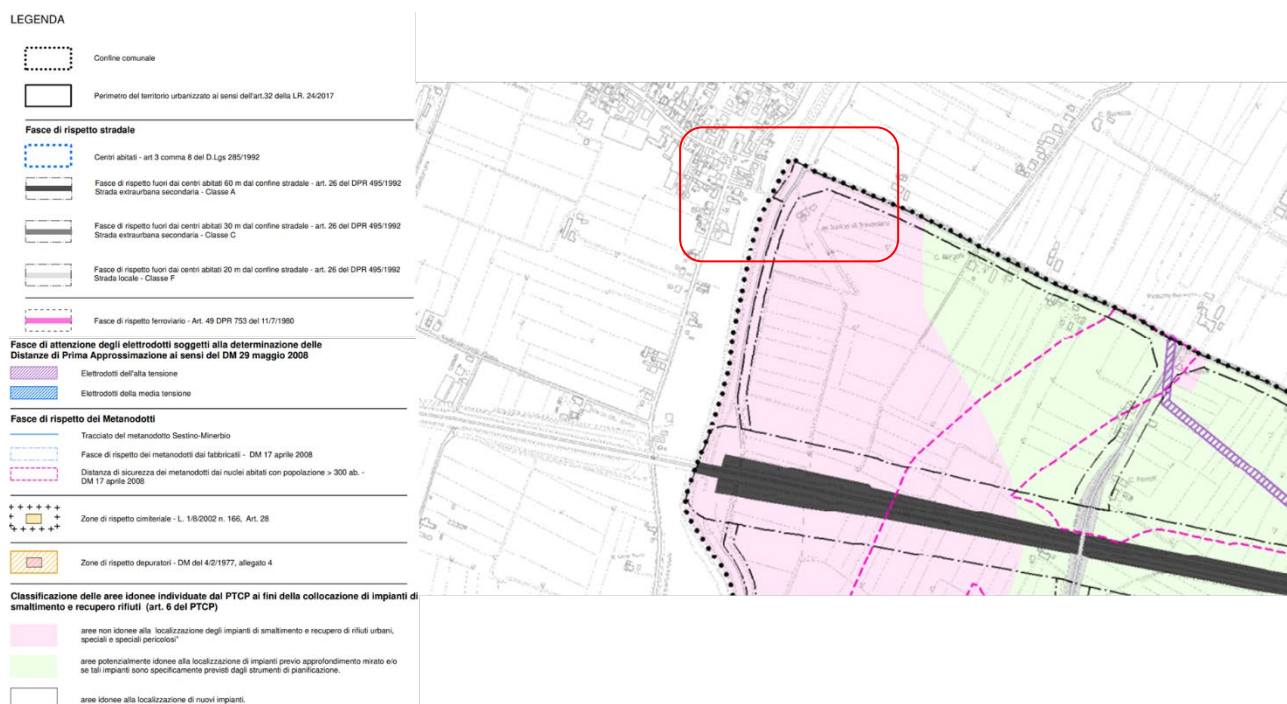 LEGENDA
Confine comunale
Perimetro del territorio urbanizzato ai sensi dell'art.32 della LR. 24/2017
Fasce di rispetto stradale
Centri abitati - art 3 comma 8 del D.Lgs 285/1992
Fasce di rispetto fuori dai centri abitati 60 m dal confine stradale - art. 26 del DPR 495/1992
Strada extraurbana secondaria - Classe A
Fasce di rispetto fuori dai centri abitati 30 m dal confine stradale - art. 26 del DPR 495/1992
Strada extraurbana secondaria - Classe C
Fasce di rispetto fuori dai centri abitati 20 m dal confine stradale - art. 26 del DPR 495/1992
Strada locale - Classe F
Fasce di rispetto ferroviario - Art. 49 DPR 753 del 11/7/1980
Fasce di attenzione degli elettrodotti soggetti alla determinazione delle
Distanze di Prima Approssimazione ai sensi del DM 29 maggio 2008
Elettrodotti dell'alta tensione
Elettrodotti della media tensione
Fasce di rispetto dei Metanodotti
Tracciato del metanodotto Sestino-Minerbio
Fasce di rispetto dei metanodotti dai fabbricatii - DM 17 aprile 2008
Distanza di sicurezza dei metanodotti dai nuclei abitati con popolazione > 300 ab. -
DM 17 aprile 2008
Zone di rispetto cimiteriale - L. 1/8/2002 n. 166, Art. 28
Zone di rispetto depuratori - DM del 4/2/1977, allegato 4
Classificazione delle aree idonee individuate dal PTCP ai fini della collocazione di impianti di
smaltimento e recupero rifiuti (art. 6 del PTCP)
aree non idonee alla localizzazione degli impianti di smaltimento e recupero di rifiuti urbani,
speciali e speciali pericolosi"
aree potenzialmente idonee alla localizzazione di impianti previo approfondimento mirato e/o
se tali impianti sono specificamente previsti dagli strumenti di pianificazione.
aree idonee alla localizzazione di nuovi impianti.